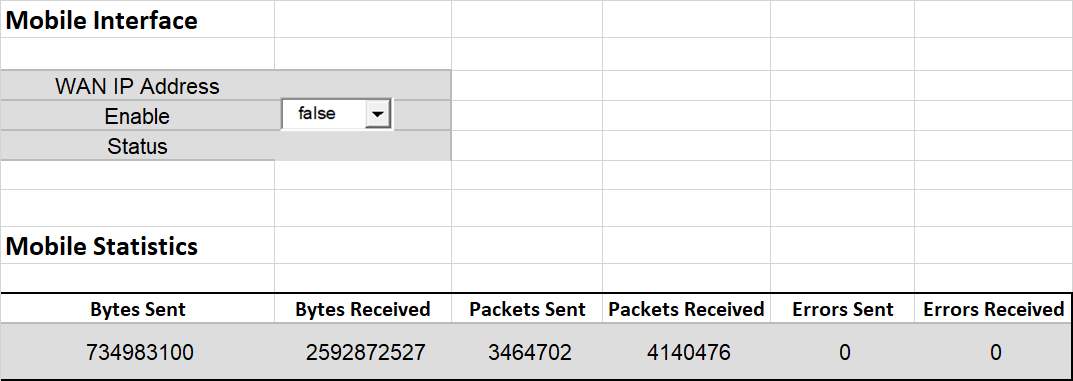 Mobile Interface
WAN IP Address
Enable false
Status
Mobile Statistics
Bytes Sent Bytes Received Packets Sent Packets Received Errors Sent Errors Received
734983100 2592872527 3464702 4140476 0 0